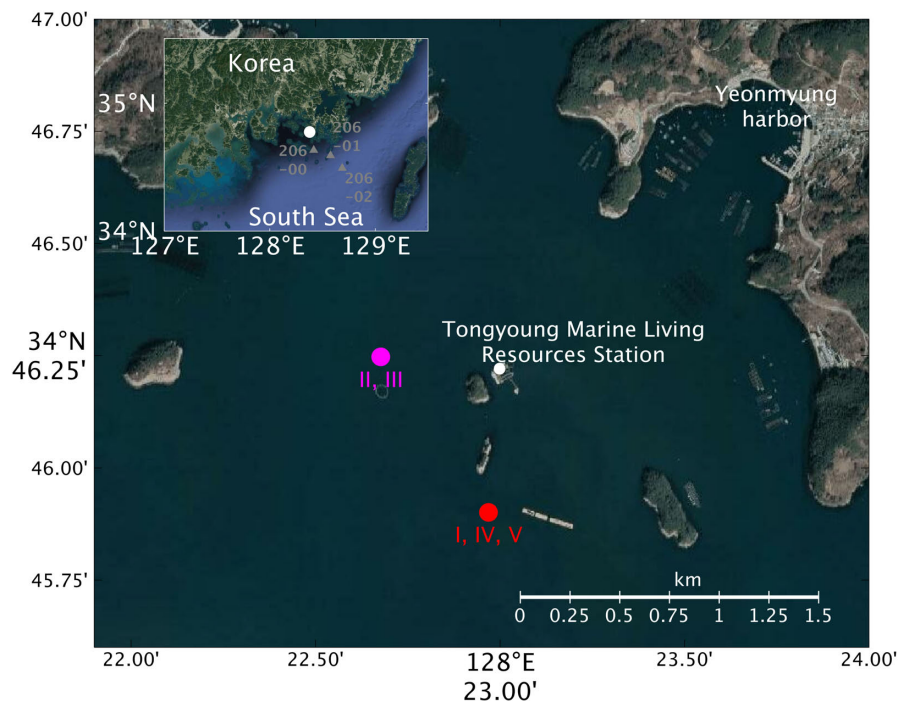 47.00'
46.75'
46.50'
34°N
46.25'
46.00'
45.75'
Korea
35°N
34°N
127°E
128°E
129°E
206
-01
206
-00
206
-02
South Sea
Yeonmyung
harbor
Tongyoung Marine Living
Resources Station
II, III
I, IV, V
km
0
0.25
0.5
0.75
1
1.25
1.5
22.00'
22.50'
128°E
23.00'
23.50'
24.00'